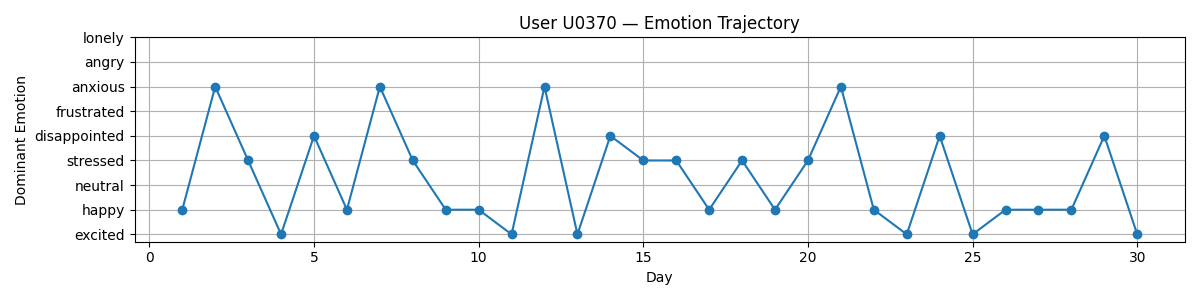 User U0370 — Emotion Trajectory
Dominant Emotion
lonely
angry
anxious
frustrated
disappointed
stressed
neutral
happy
excited
0 5 10 15 20 25 30
Day